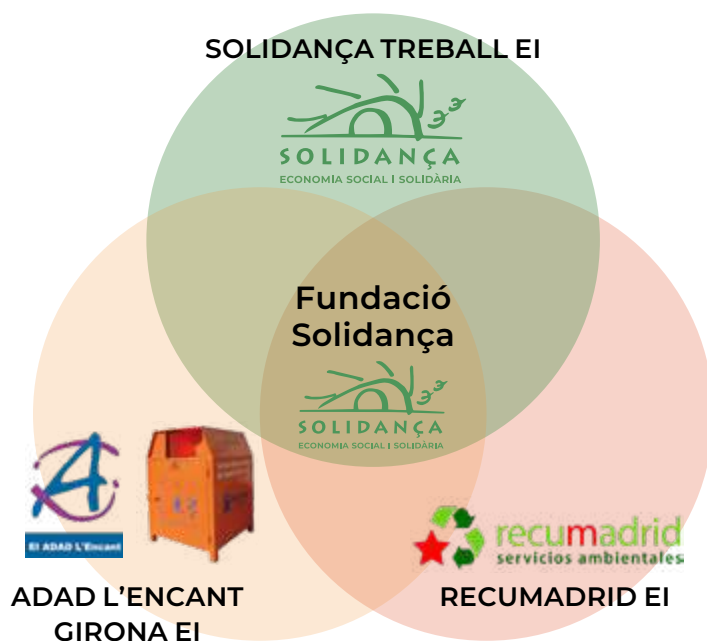 SOLIDANÇA TREBALL EI
SOLIDANÇA
ECONOMIA SOCIAL I SOLIDÀRIA
Fundació
Solidança
SOLIDANÇA
ECONOMIA SOCIAL I SOLIDÀRIA
EI ADAD L'Encant
recumadrid
servicios ambientales
ADAD L’ENCANT
GIRONA EI
RECUMADRID EI